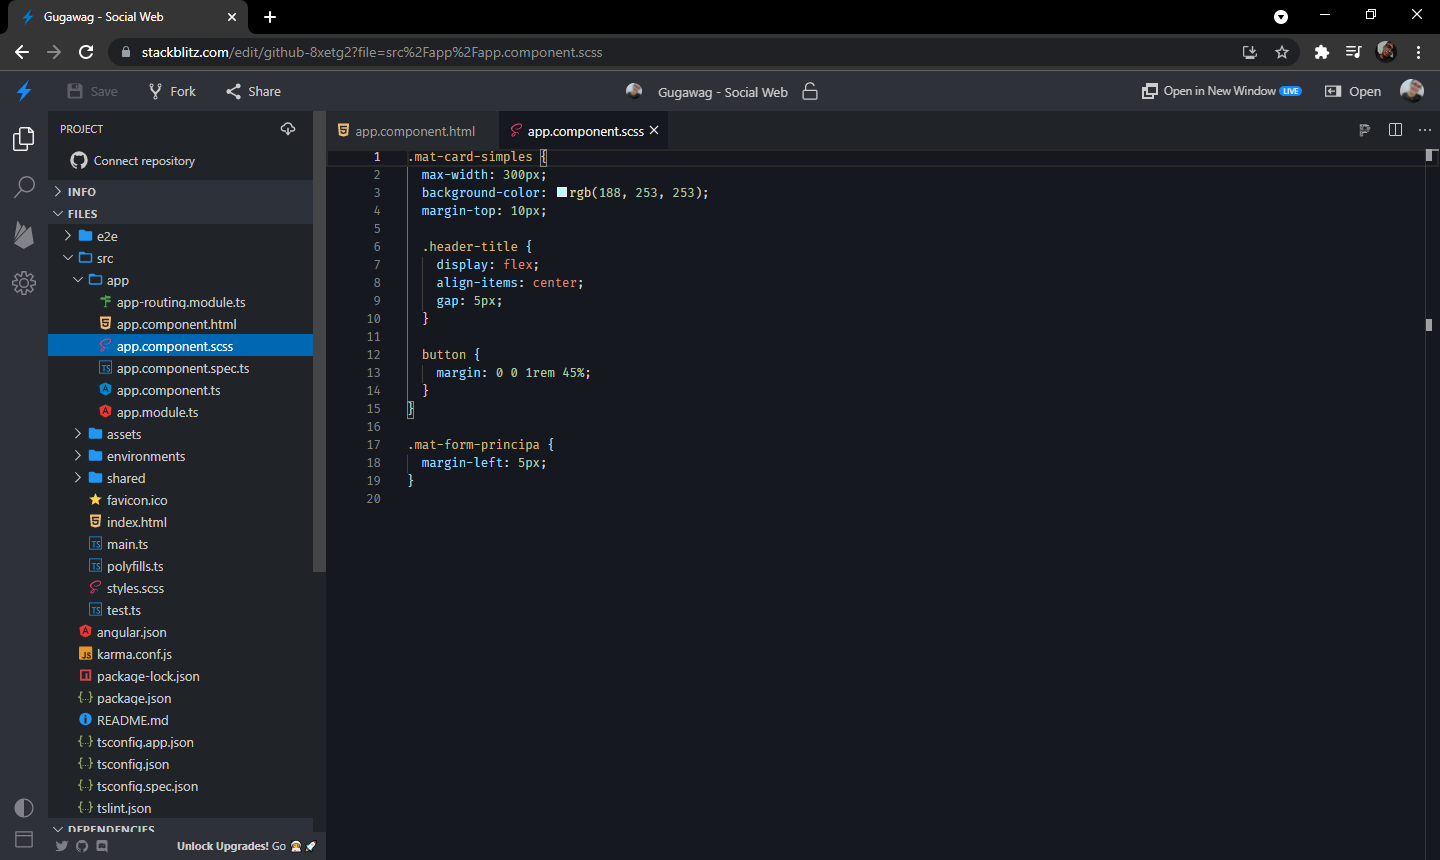 Gugawag - Social Web
stackblitz.com/edit/github-8xetg2?file=src%2Fapp%2Fapp.component.scss
Save
Fork
Share
Gugawag - Social Web
Open in New Window LIVE
Open
PROJECT
Connect repository
INFO
FILES
e2e
src
app
app-routing.module.ts
app.component.html
app.component.scss
app.component.spec.ts
app.component.ts
app.module.ts
assets
environments
shared
favicon.ico
index.html
main.ts
polyfills.ts
styles.scss
test.ts
angular.json
karma.conf.js
package-lock.json
package.json
README.md
tsconfig.app.json
tsconfig.json
tsconfig.spec.json
tslint.json
DEPENDENCIES
Unlock Upgrades! Go
app.component.html
app.component.scss
1 .mat-card-simples {
2 max-width: 300px;
3 background-color: rgb(188, 253, 253);
4 margin-top: 10px;
5
6 .header-title {
7 display: flex;
8 align-items: center;
9 gap: 5px;
10 }
11
12 button {
13 margin: 0 0 1rem 45%;
14 }
15 }
16
17 .mat-form-principa {
18 margin-left: 5px;
19 }
20